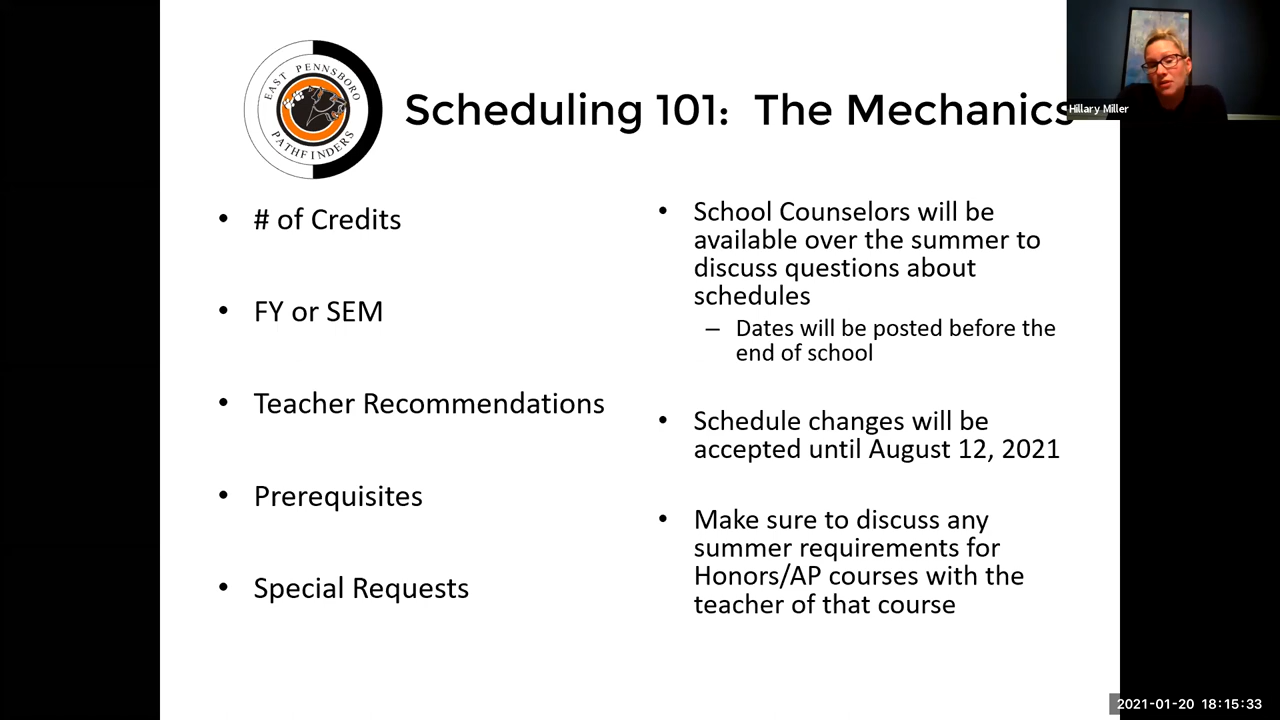 EAST PENNSBORO
PATHFINDERS
Scheduling 101: The Mechanics
Hillary Miller
• # of Credits
• FY or SEM
• Teacher Recommendations
• Prerequisites
• Special Requests
• School Counselors will be
available over the summer to
discuss questions about
schedules
– Dates will be posted before the
end of school
• Schedule changes will be
accepted until August 12, 2021
• Make sure to discuss any
summer requirements for
Honors/AP courses with the
teacher of that course
2021-01-20 18:15:33